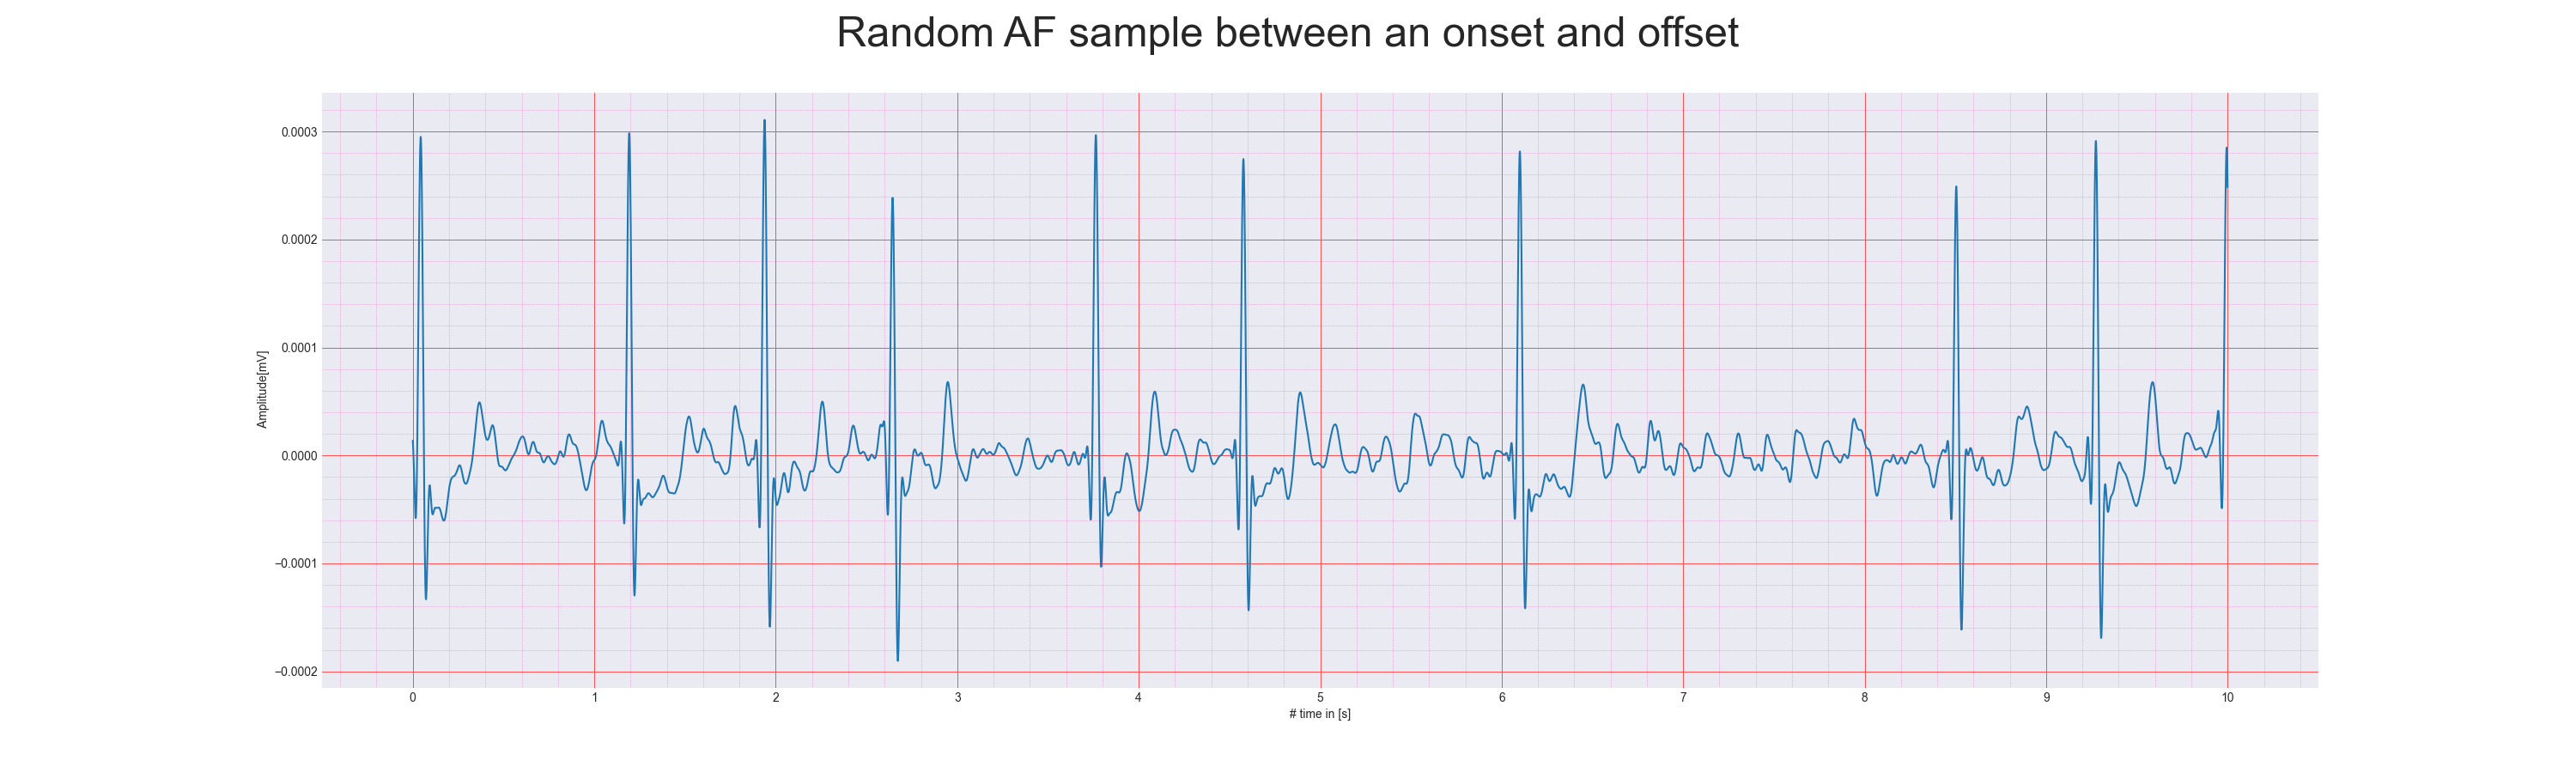 Random AF sample between an onset and offset
0.0003
0.0002
0.0001
0.0000
−0.0001
−0.0002
Amplitude[mV]
0 1 2 3 4 5 6 7 8 9 10
# time in [s]